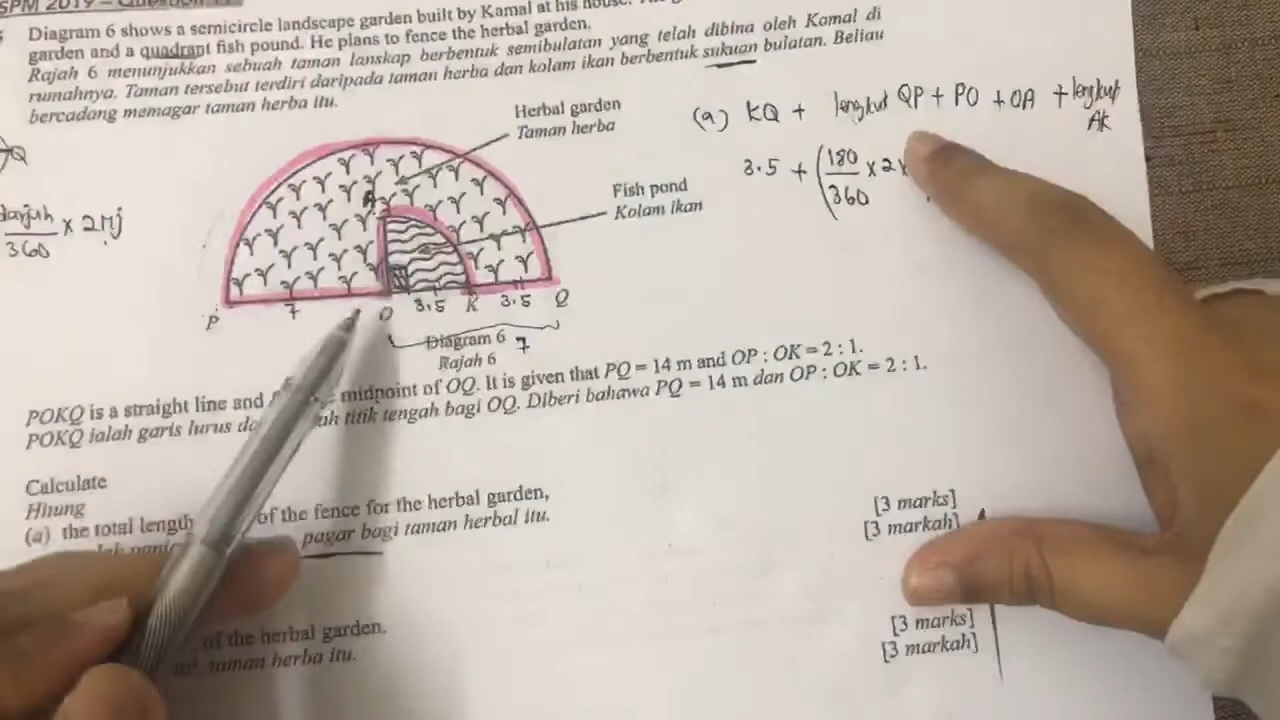 SPM 2019 – Question
Diagram 6 shows a semicircle landscape garden built by Kamal at his house. The
garden and a quadrant fish pound. He plans to fence the herbal garden.
Rajah 6 menunjukkan sebuah taman lanskap berbentuk semibulatan yang telah dibina oleh Kamal di
rumahnya. Taman tersebut terdiri daripada taman herba dan kolam ikan berbentuk sukuan bulatan. Beliau
bercadang memagar taman herba itu.
Herbal garden
Taman herba
Fish pond
Kolam ikan
(a) KQ + lengkuk QP + PO + OA + lengkup AK
3.5 + (180/360 × 2
360 × 2πj
P 7 O 3.5 K 3.5 Q
7
Diagram 6
Rajah 6
POKQ is a straight line and midpoint of OQ. It is given that PQ = 14 m and OP : OK = 2 : 1.
POKQ ialah garis lurus titik tengah bagi OQ. Diberi bahawa PQ = 14 m dan OP : OK = 2 : 1.
Calculate
Hitung
(a) the total length of the fence for the herbal garden,
[3 marks]
pagar bagi taman herbal itu.
[3 markah]
of the herbal garden,
[3 marks]
taman herba itu.
[3 markah]